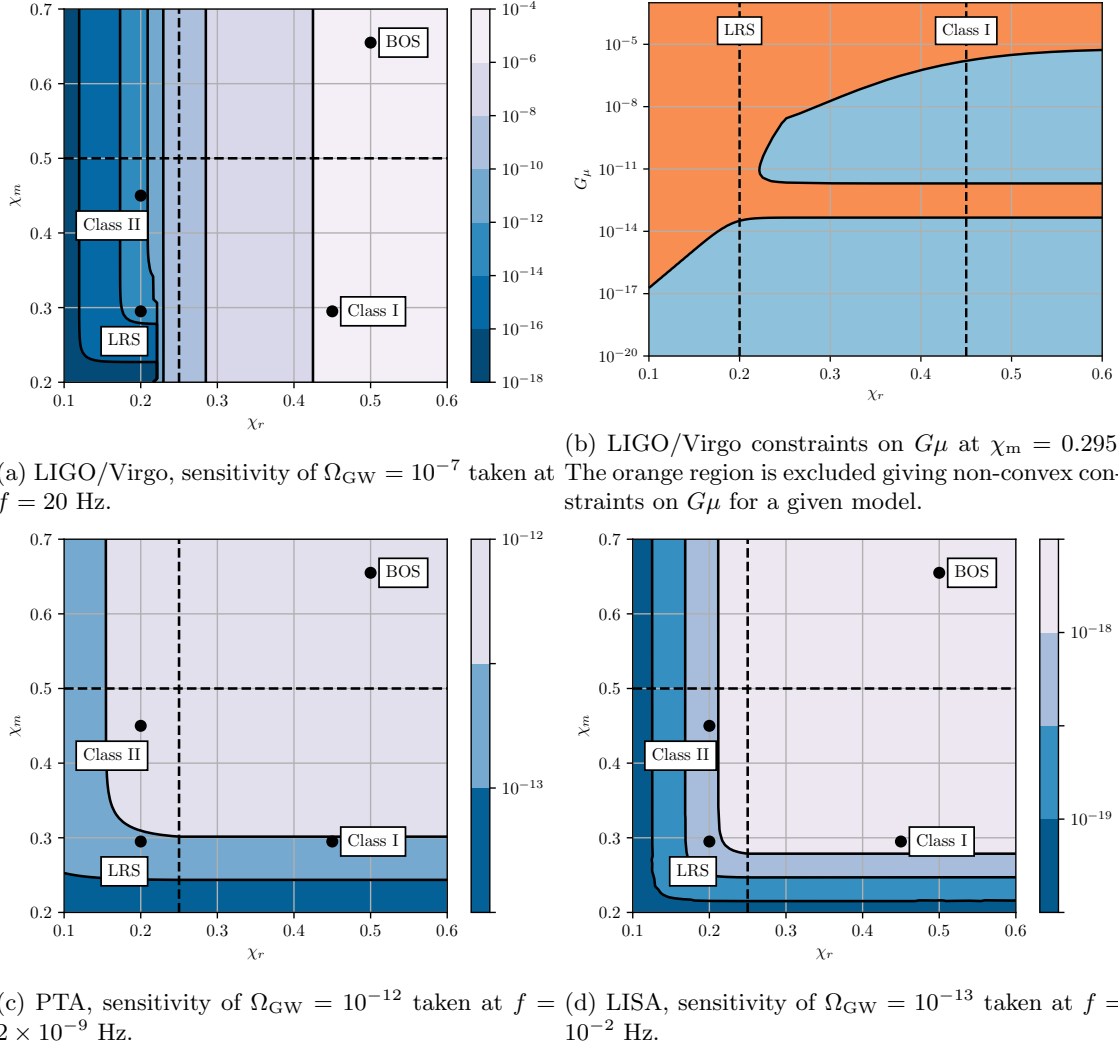 0.7
0.6
0.5
0.4
0.3
0.2
χm
0.1 0.2 0.3 0.4 0.5 0.6
χr
BOS
Class II
LRS
Class I
10−4
10−6
10−8
10−10
10−12
10−14
10−16
10−18
10−5
10−8
10−11
10−14
10−17
10−20
Gμ
LRS
Class I
0.1 0.2 0.3 0.4 0.5 0.6
χr
(a) LIGO/Virgo, sensitivity of ΩGW = 10−7 taken at
f = 20 Hz.
(b) LIGO/Virgo constraints on Gμ at χm = 0.295
The orange region is excluded giving non-convex con-
straints on Gμ for a given model.
0.7
0.6
0.5
0.4
0.3
0.2
χm
0.1 0.2 0.3 0.4 0.5 0.6
χr
BOS
Class II
LRS
Class I
10−12
10−13
0.7
0.6
0.5
0.4
0.3
0.2
χm
0.1 0.2 0.3 0.4 0.5 0.6
χr
BOS
Class II
LRS
Class I
10−18
10−19
(c) PTA, sensitivity of ΩGW = 10−12 taken at f =
2 × 10−9 Hz.
(d) LISA, sensitivity of ΩGW = 10−13 taken at f =
10−2 Hz.